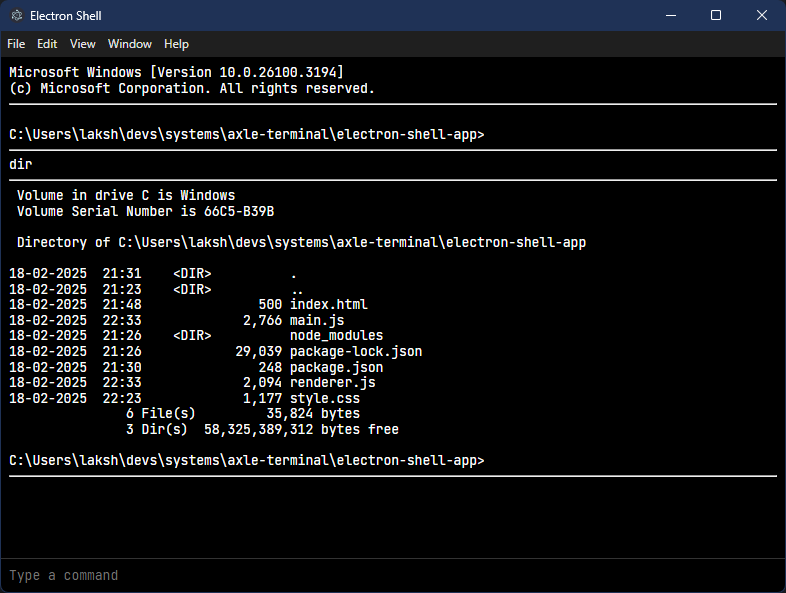 Electron Shell
File Edit View Window Help
Microsoft Windows [Version 10.0.26100.3194]
(c) Microsoft Corporation. All rights reserved.
C:\Users\laksh\devs\systems\axle-terminal\electron-shell-app>
dir
Volume in drive C is Windows
Volume Serial Number is 66C5-B39B
Directory of C:\Users\laksh\devs\systems\axle-terminal\electron-shell-app
18-02-2025  21:31    <DIR>          .
18-02-2025  21:23    <DIR>          ..
18-02-2025  21:48               500 index.html
18-02-2025  22:33             2,766 main.js
18-02-2025  21:26    <DIR>          node_modules
18-02-2025  21:26            29,039 package-lock.json
18-02-2025  21:30               248 package.json
18-02-2025  22:33             2,094 renderer.js
18-02-2025  22:23             1,177 style.css
6 File(s)         35,824 bytes
3 Dir(s)  58,325,389,312 bytes free
C:\Users\laksh\devs\systems\axle-terminal\electron-shell-app>
Type a command